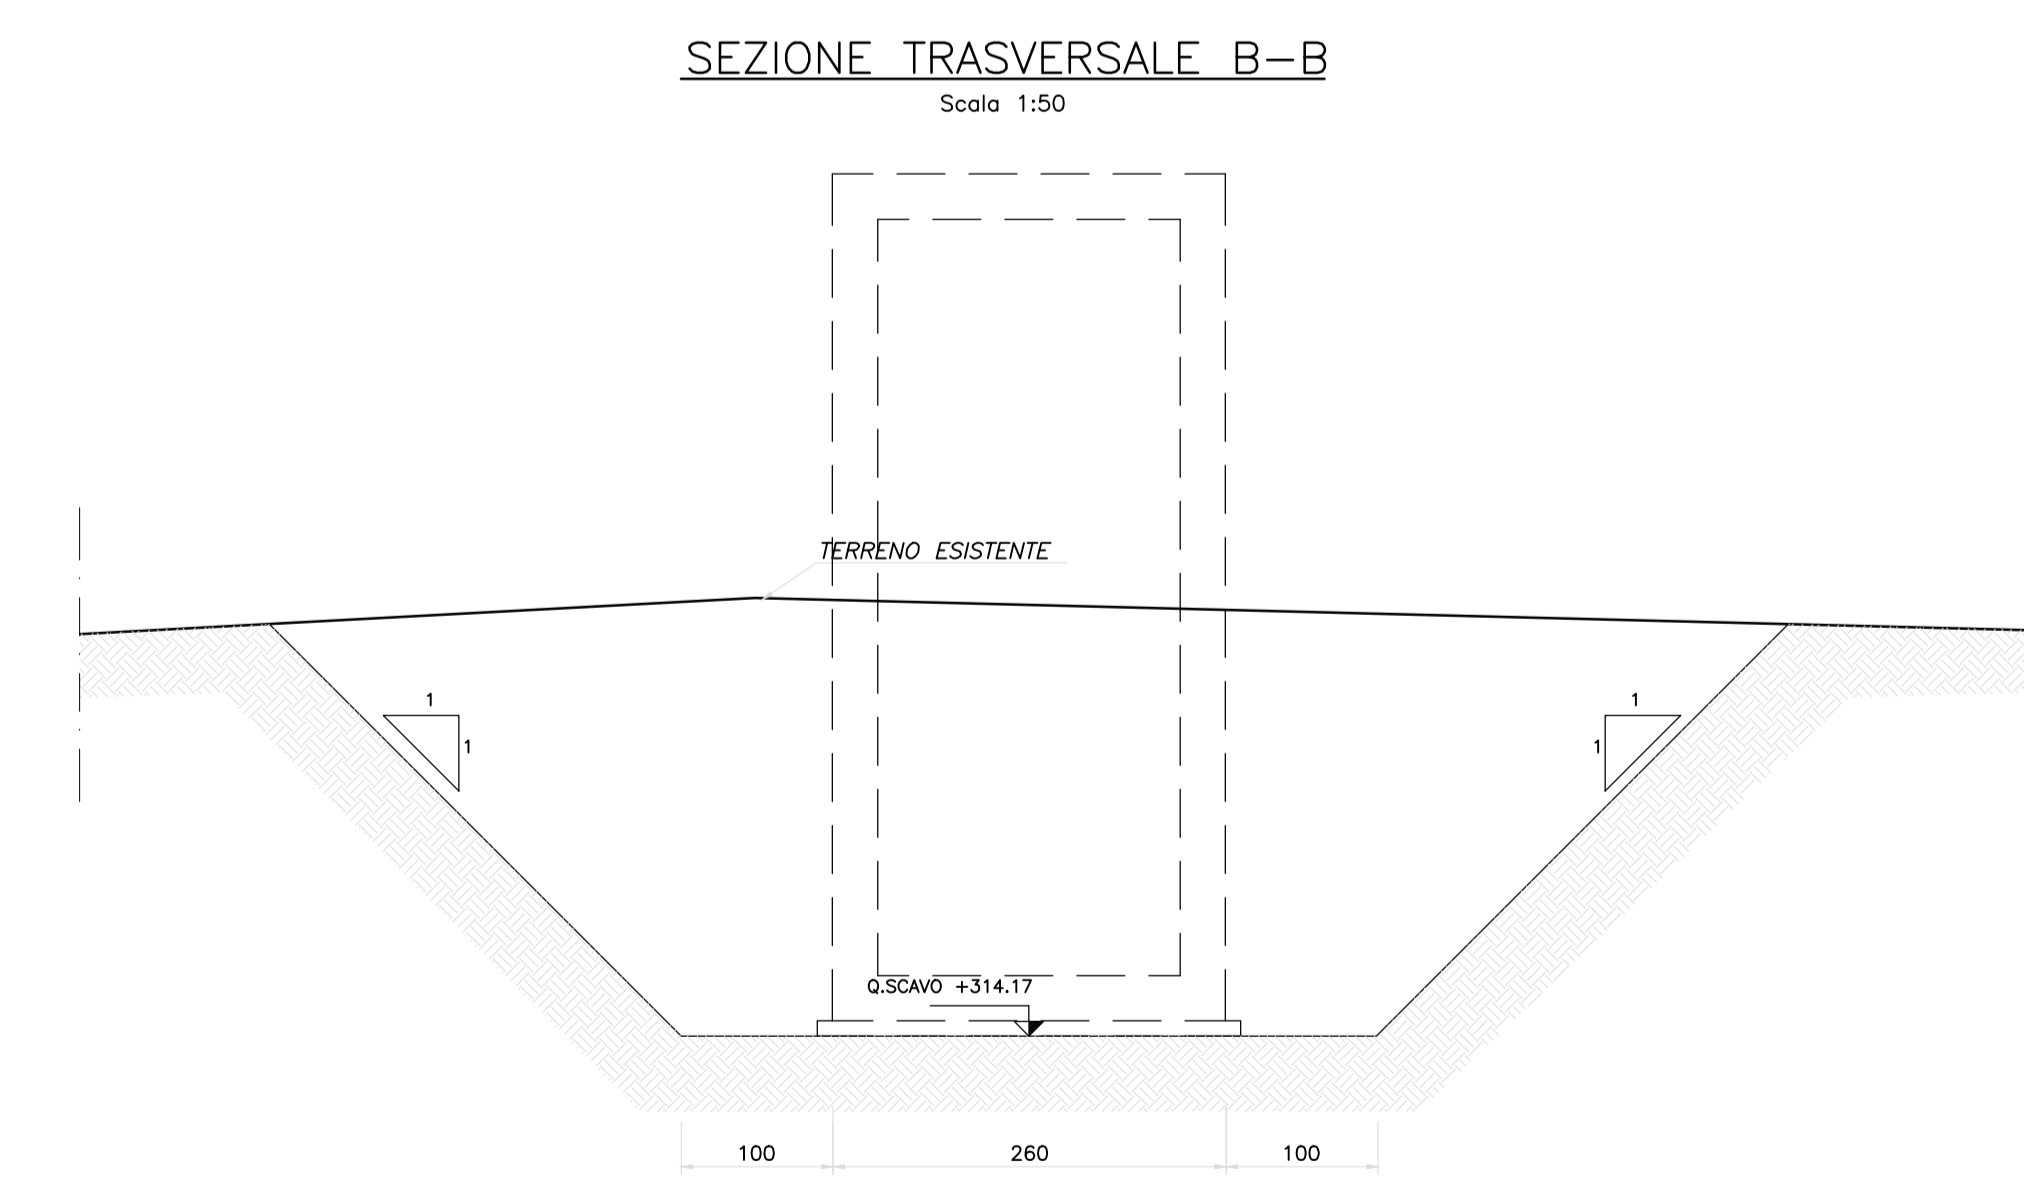 SEZIONE TRASVERSALE B-B
Scala 1:50
TERRENO ESISTENTE
1
1
1
1
Q.SCAVO +314.17
100
260
100